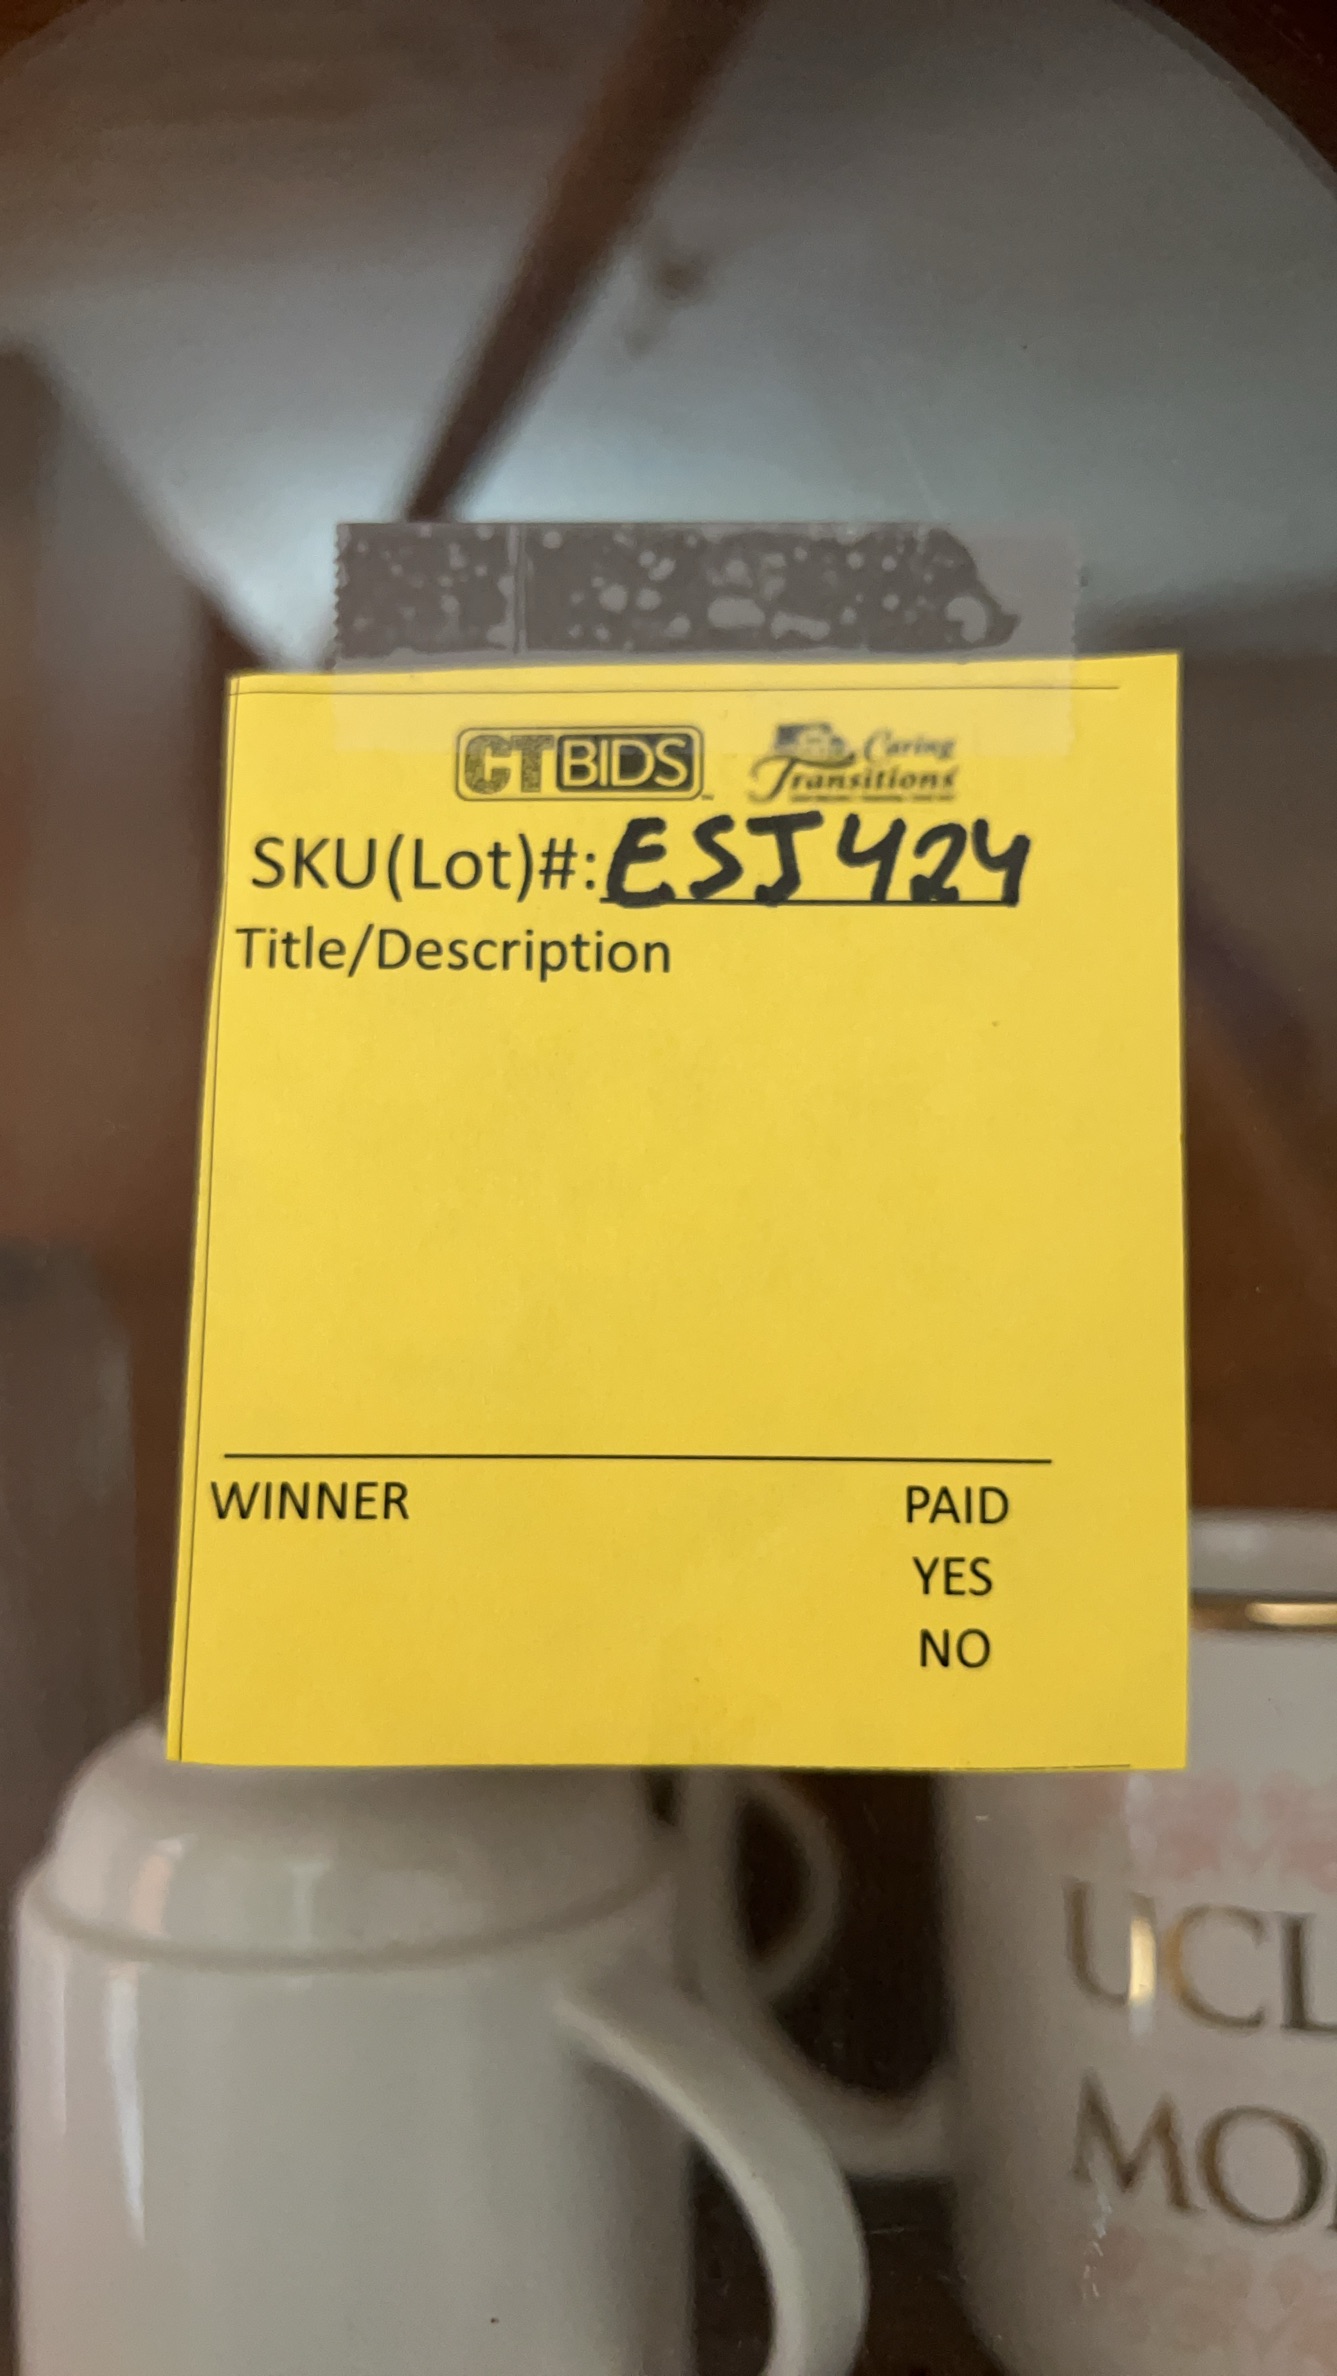 CTBIDS Caring
Transitions
SKU(Lot)#: ESJ424
Title/Description
WINNER PAID
YES
NO
UCL
MO